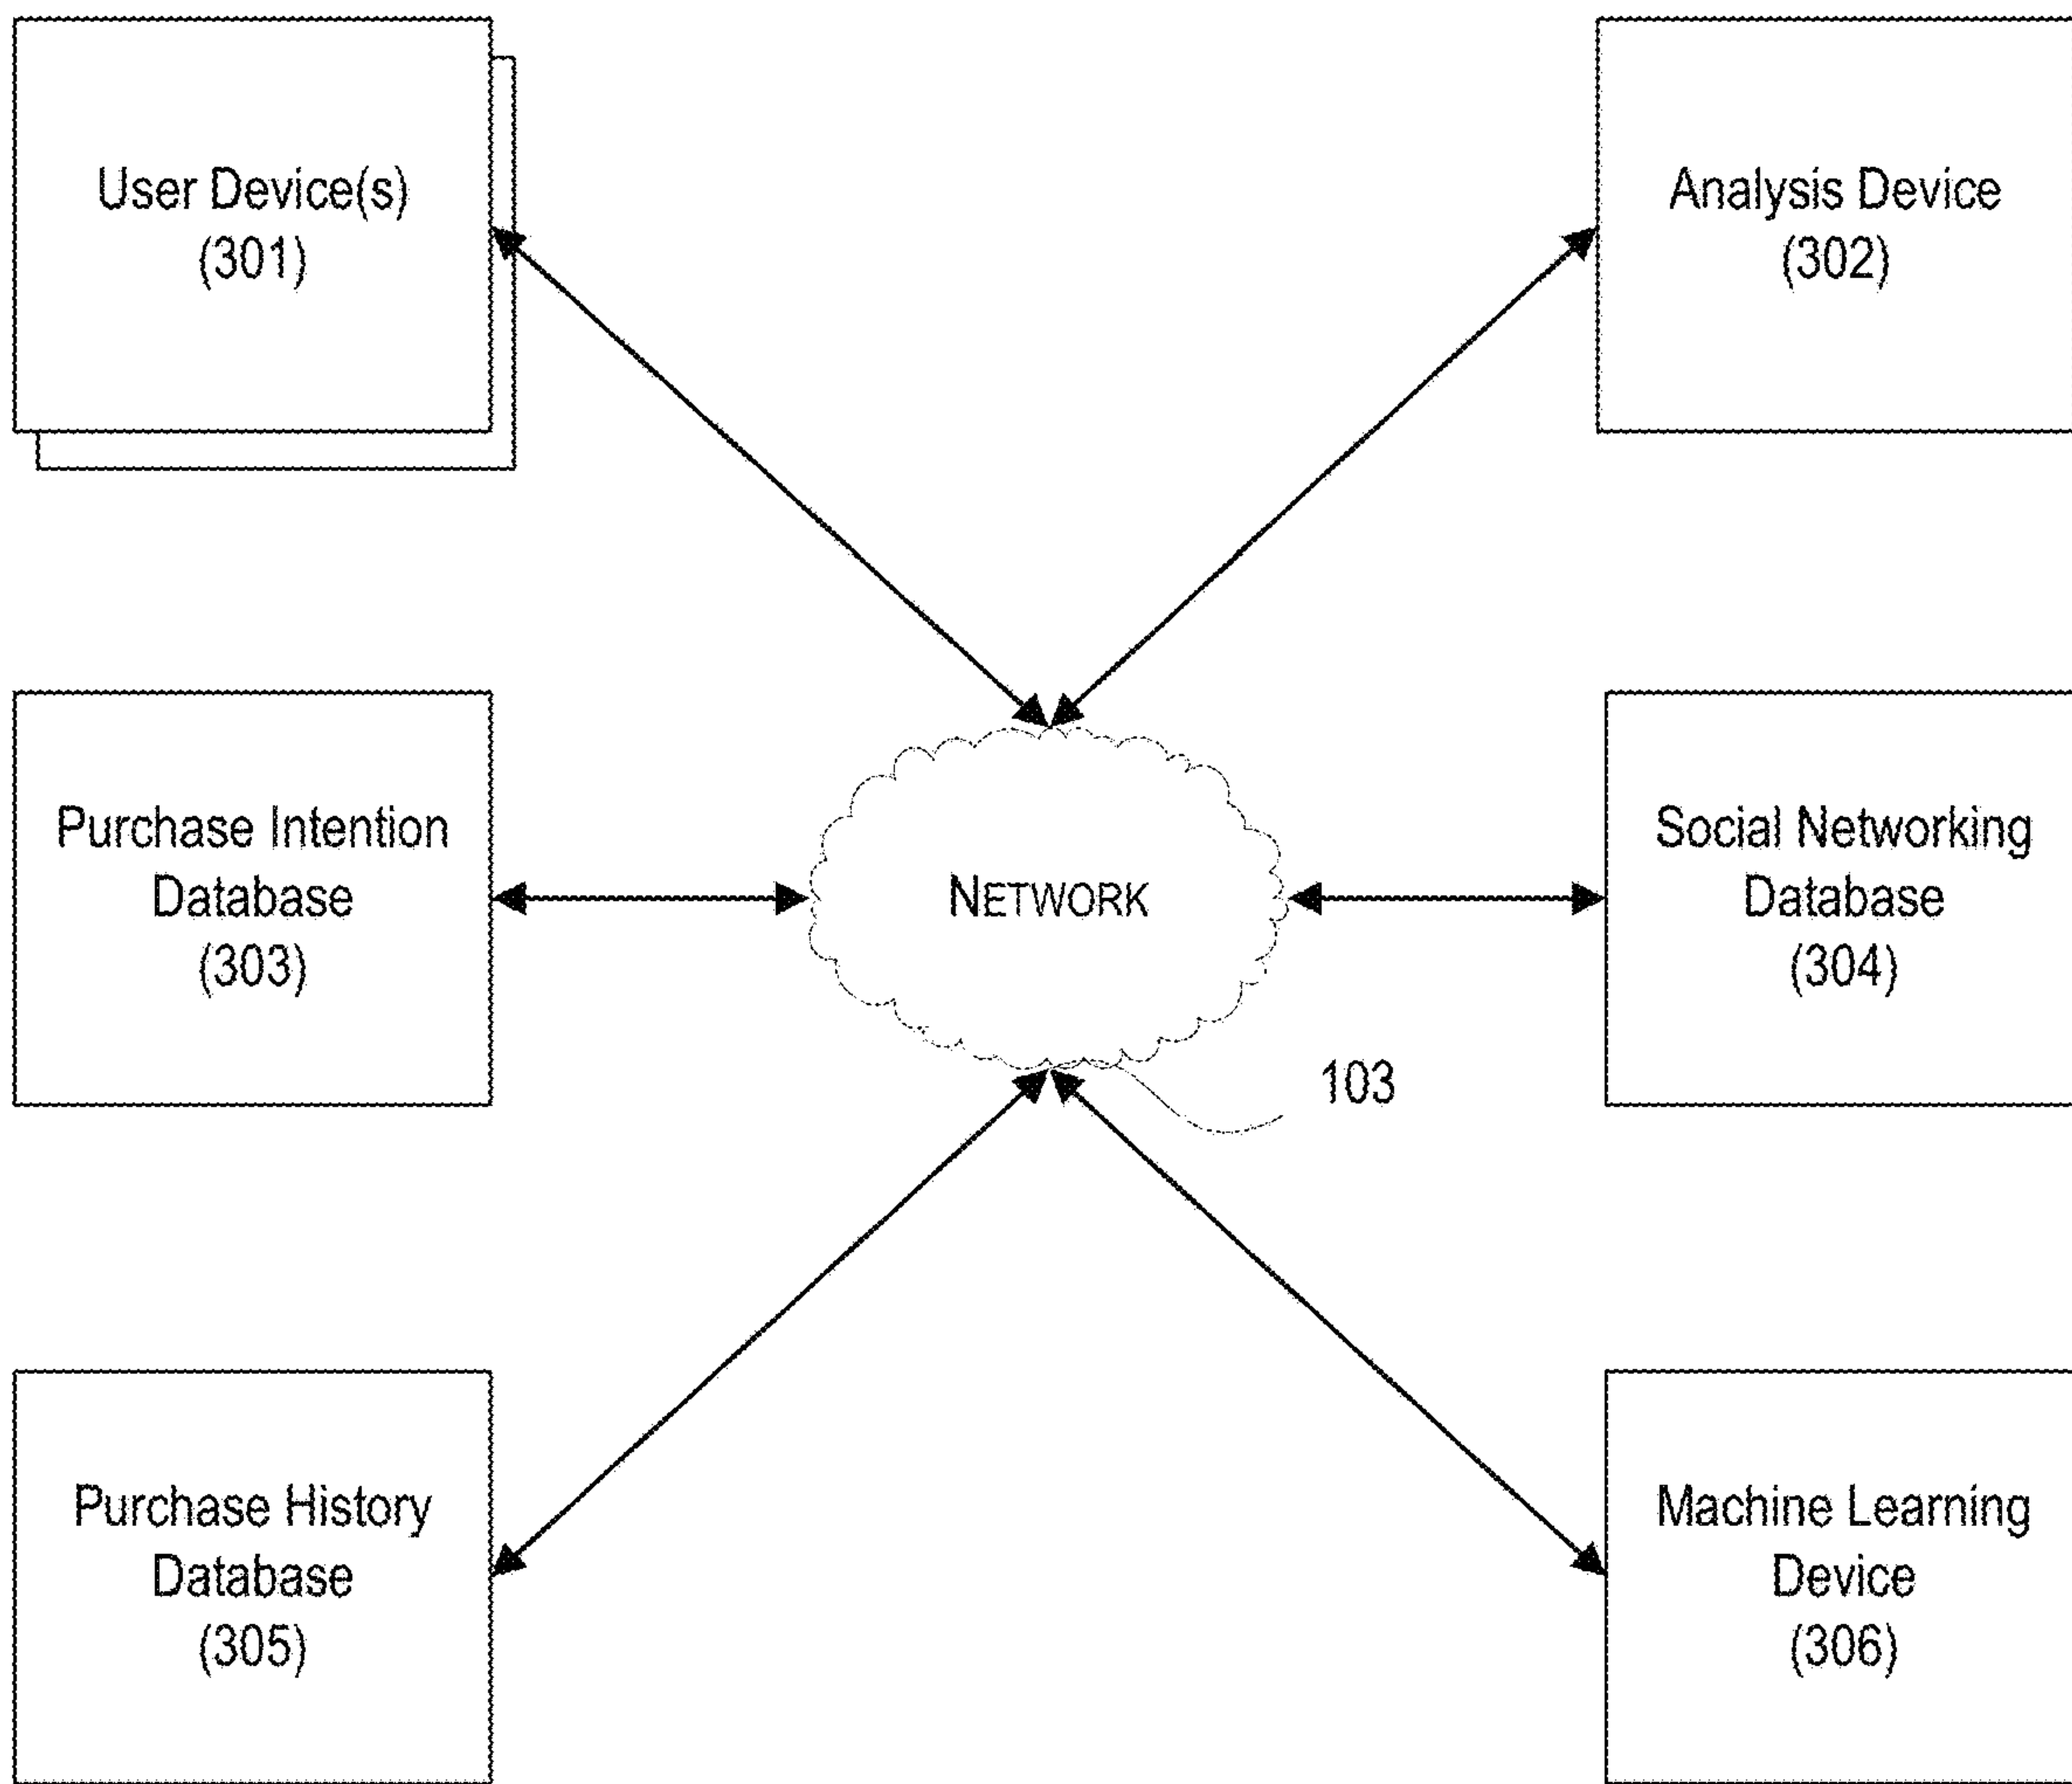 User Device(s)
(301)
Analysis Device
(302)
Purchase Intention
Database
(303)
NETWORK
Social Networking
Database
(304)
103
Purchase History
Database
(305)
Machine Learning
Device
(306)